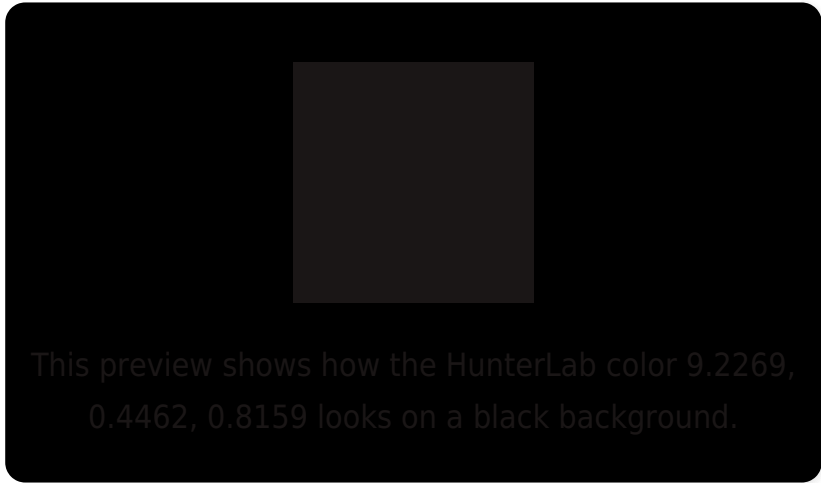 This preview shows how the HunterLab color 9.2269,
0.4462, 0.8159 looks on a black background.